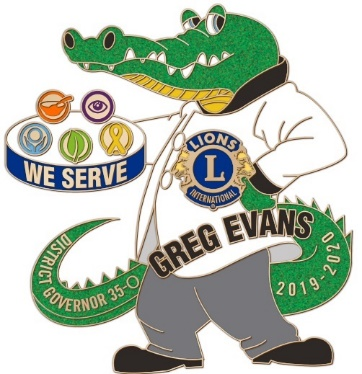 WE SERVE
LIONS
L
INTERNATIONAL
GREG EVANS
DISTRICT GOVERNOR 35-O
2019-2020